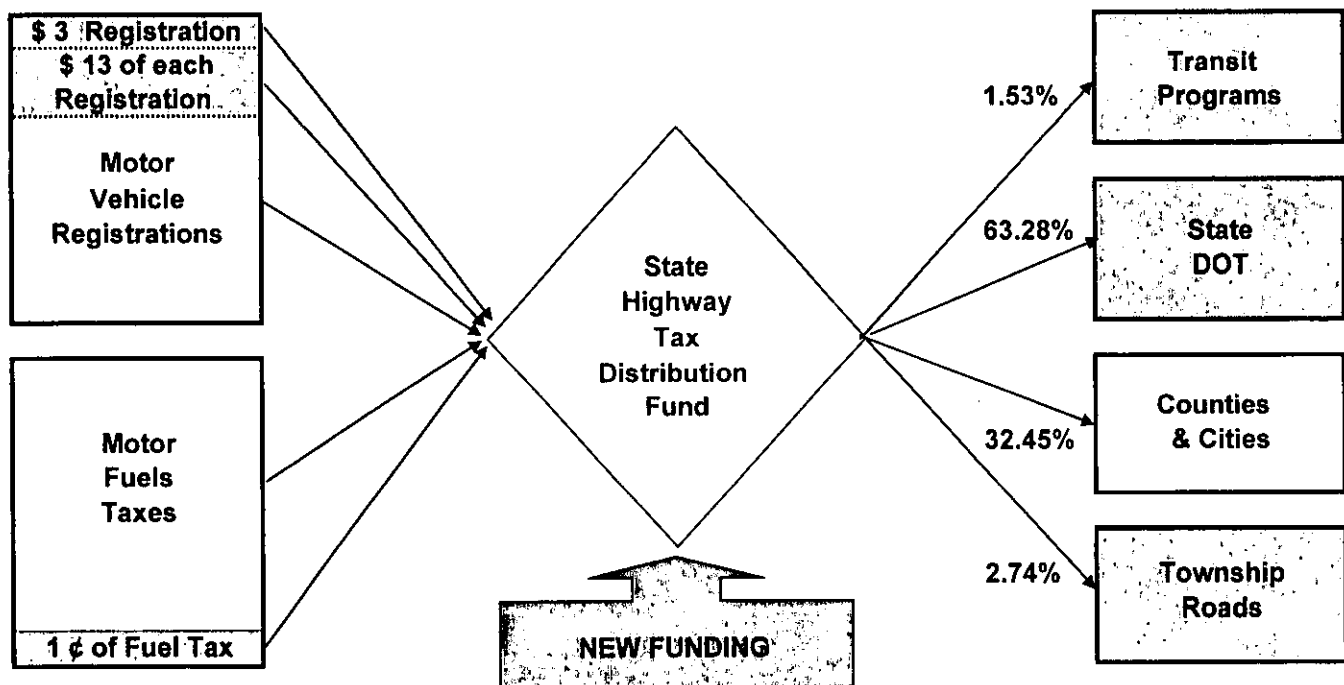 $ 3 Registration
$ 13 of each
Registration
Motor
Vehicle
Registrations
Motor
Fuels
Taxes
1 ¢ of Fuel Tax
State
Highway
Tax
Distribution
Fund
NEW FUNDING
1.53%
63.28%
32.45%
2.74%
Transit
Programs
State
DOT
Counties
& Cities
Township
Roads